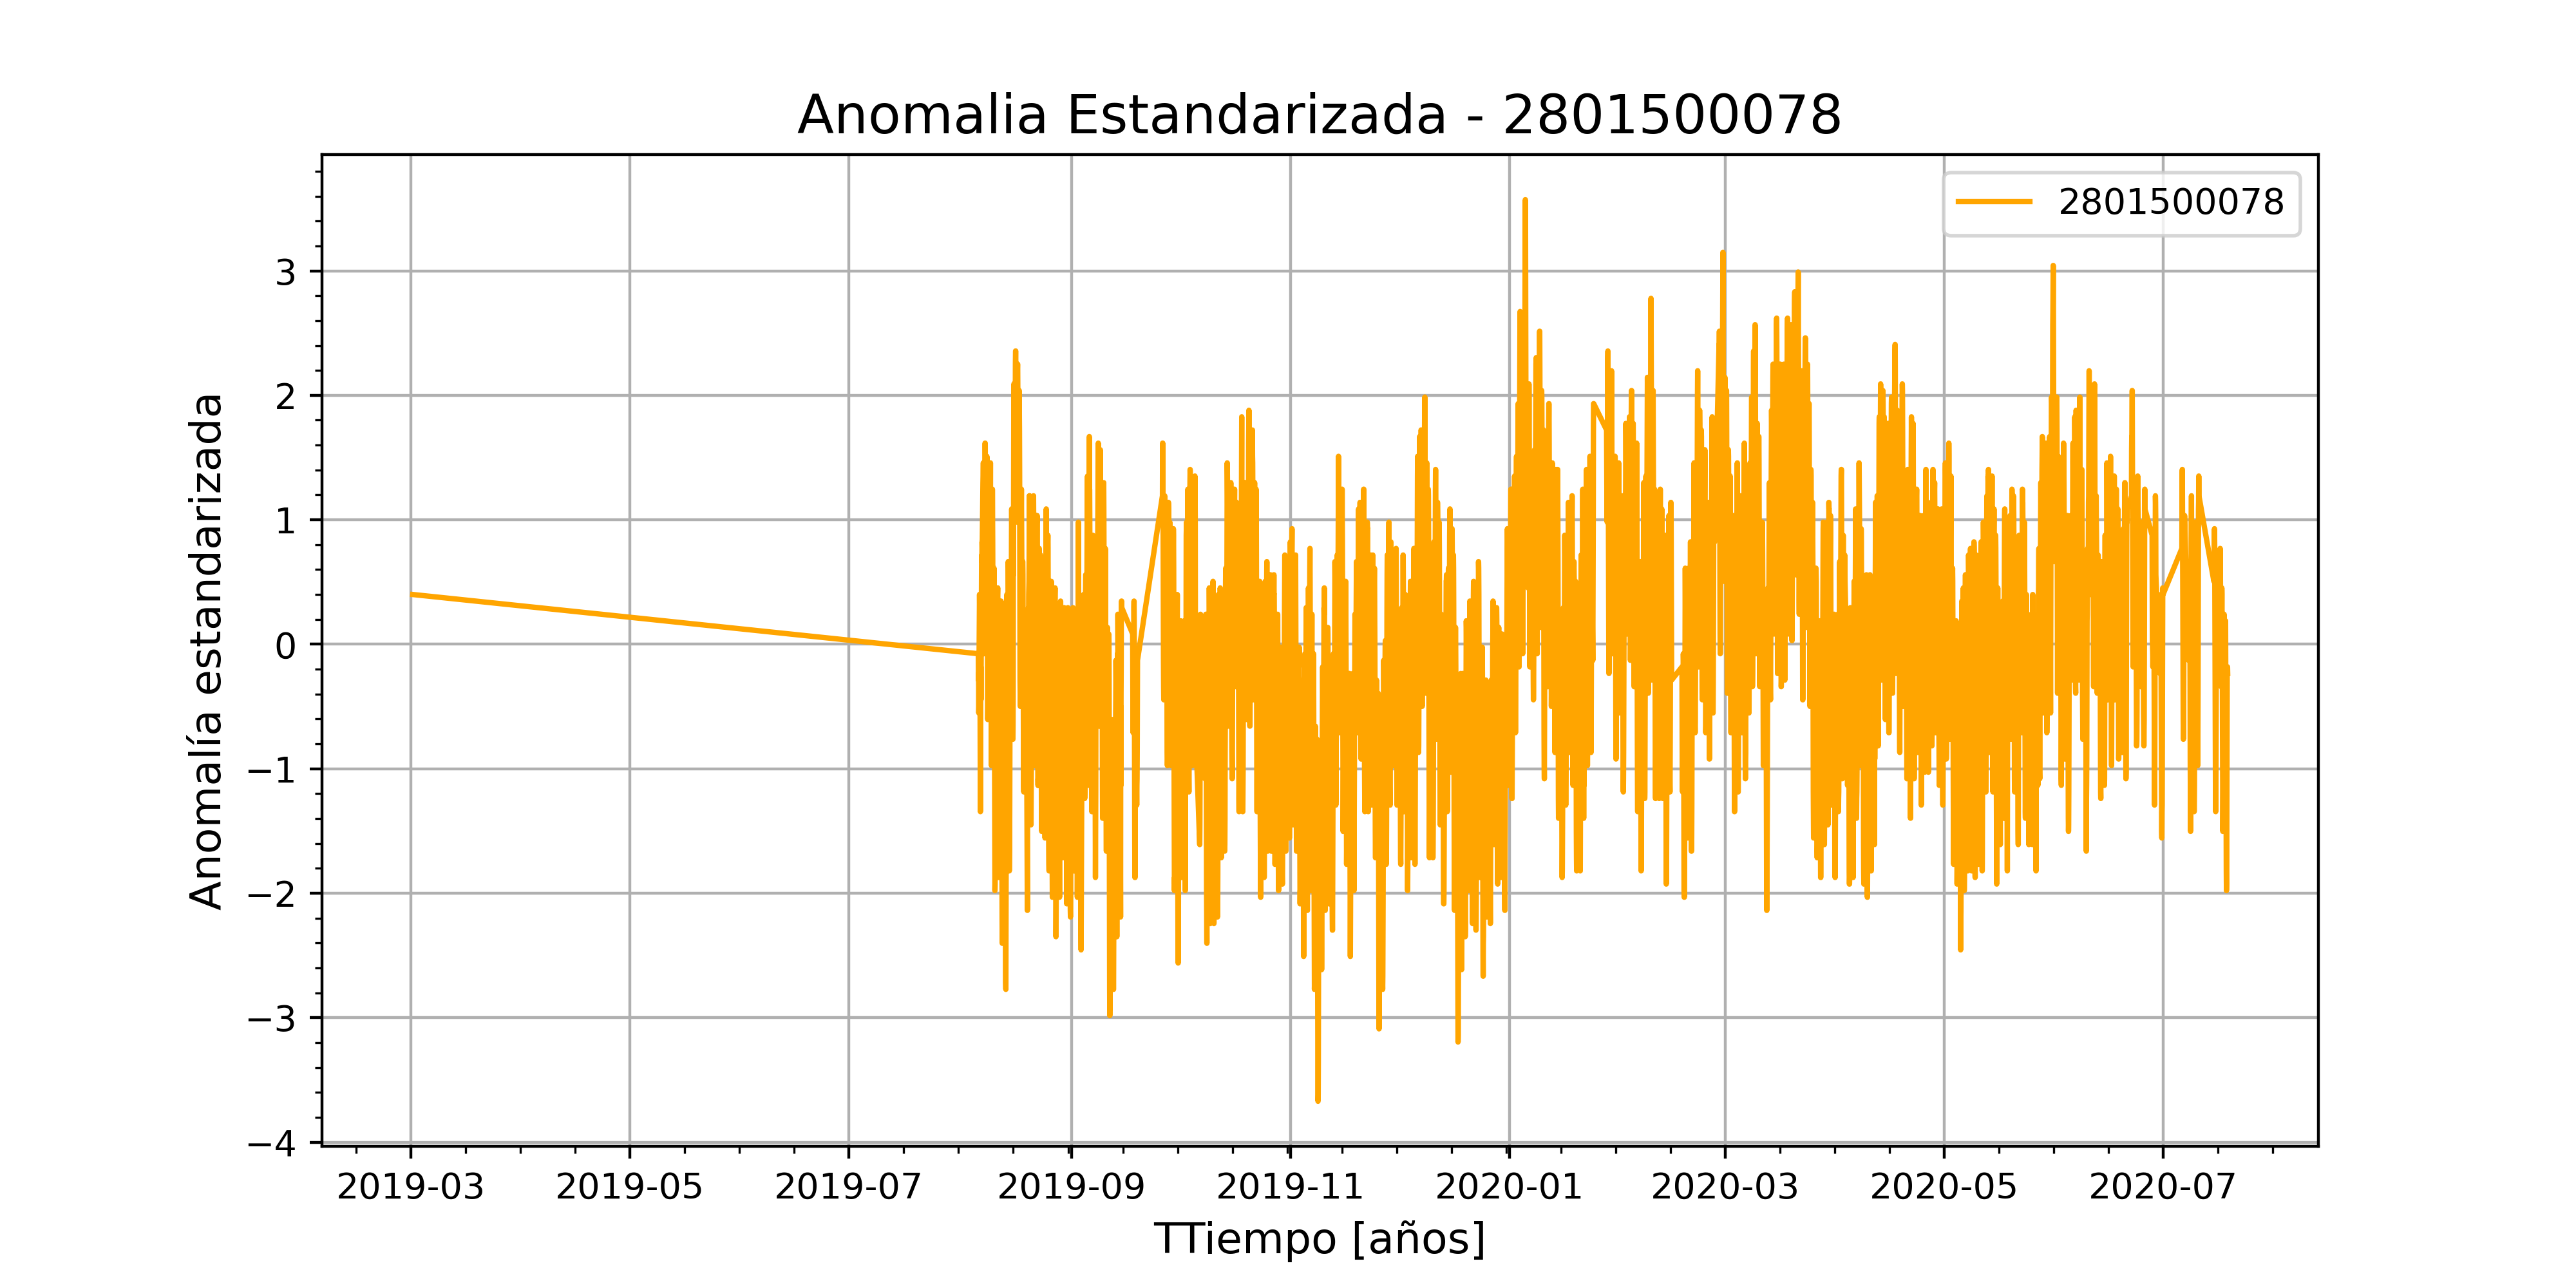 Anomalia Estandarizada - 2801500078
2801500078
Anomalía estandarizada
3
2
1
0
−1
−2
−3
−4
2019-03 2019-05 2019-07 2019-09 2019-11 2020-01 2020-03 2020-05 2020-07
TTiempo [años]